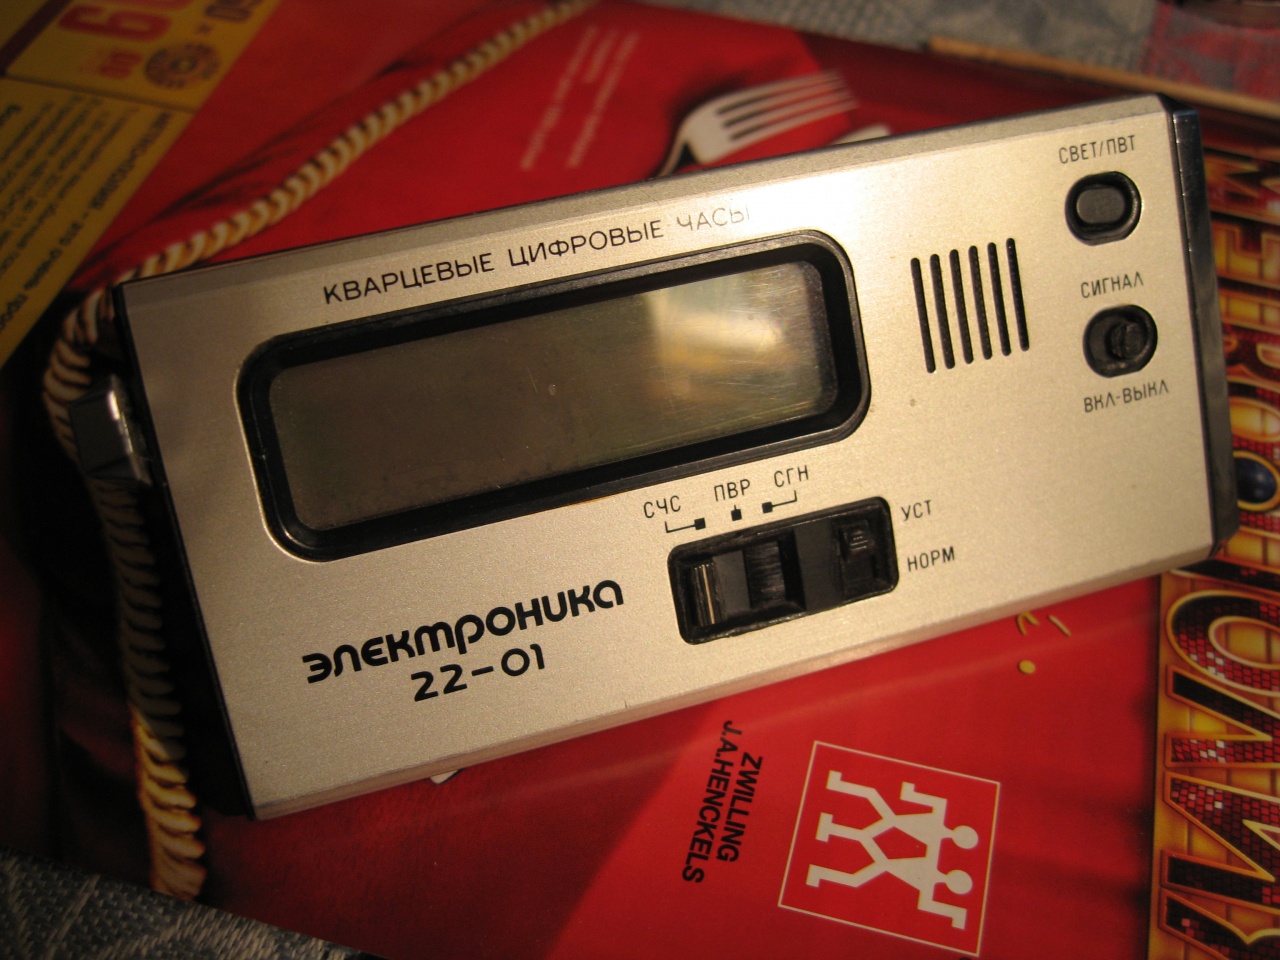 КВАРЦЕВЫЕ ЦИФРОВЫЕ ЧАСЫ
СВЕТ/ПВТ
СИГНАЛ
ВКЛ-ВЫКЛ
СЧС ПВР СГН
УСТ
НОРМ
ЭЛЕКТРОНИКА
22-01
ZWILLING
J.A.HENCKELS